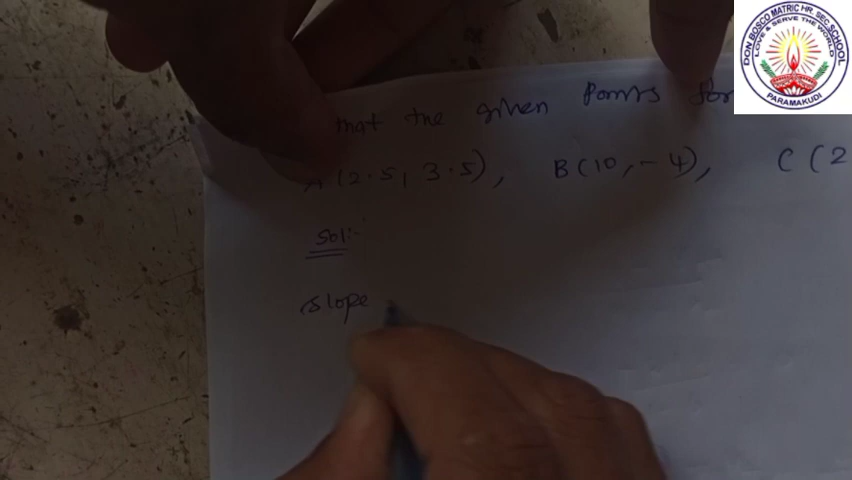 DON BOSCO MATRIC HR. SEC. SCHOOL
LOVE & SERVE THE WORLD
PARAMAKUDI
that the given points for
A (2.5, 3.5), B(10, -4), C (2
Sol:-
Slope